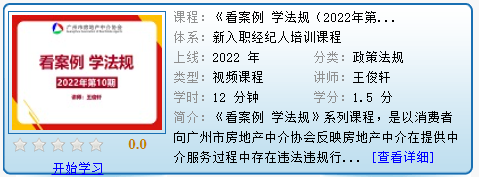 广州市房地产中介协会
看案例 学法规
2022年第10期
讲师：王俊轩
0.0
开始学习
课程：《看案例 学法规（2022年第...
体系：新入职经纪人培训课程
上线：2022 年 分类：政策法规
类型：视频课程 讲师：王俊轩
学时：12 分钟 学分：1.5 分
简介：《看案例 学法规》系列课程，是以消费者
向广州市房地产中介协会反映房地产中介在提供中
介服务过程中存在违法违规行... [查看详细]